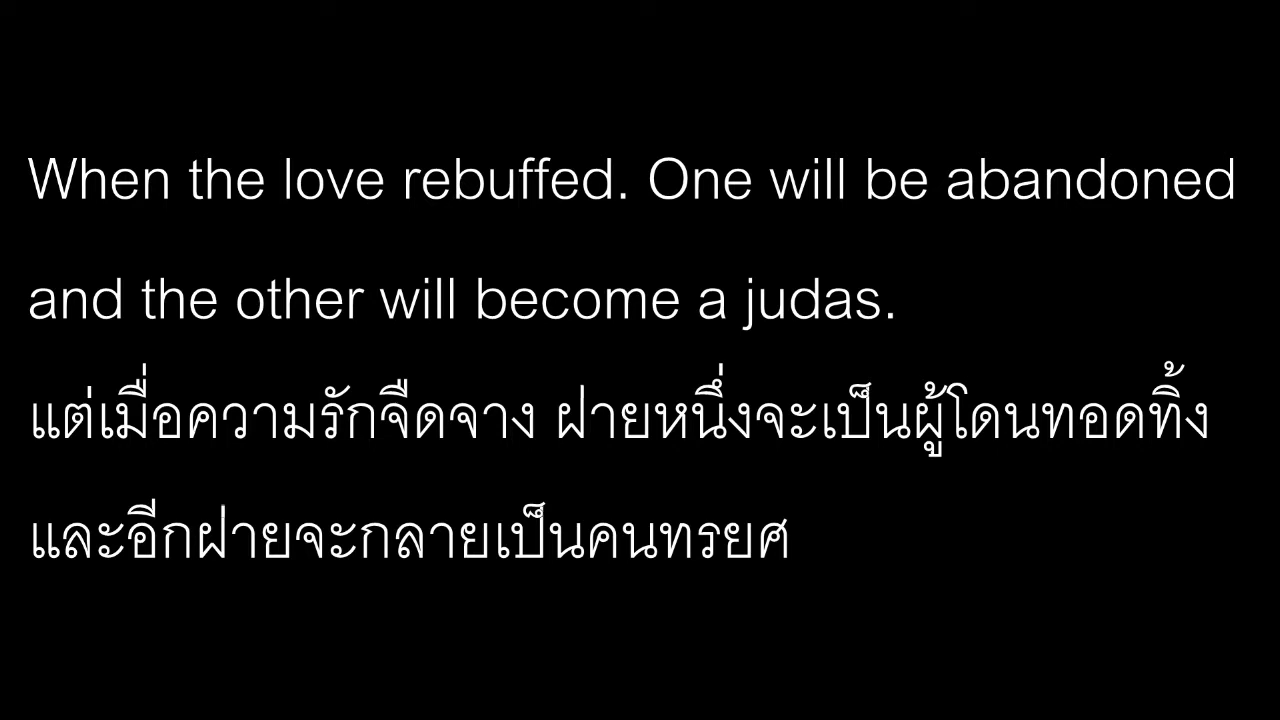 When the love rebuffed. One will be abandoned
and the other will become a judas.
แต่เมื่อความรักจืดจาง ฝ่ายหนึ่งจะเป็นผู้โดนทอดทิ้ง
และอีกฝ่ายจะกลายเป็นคนทรยศ